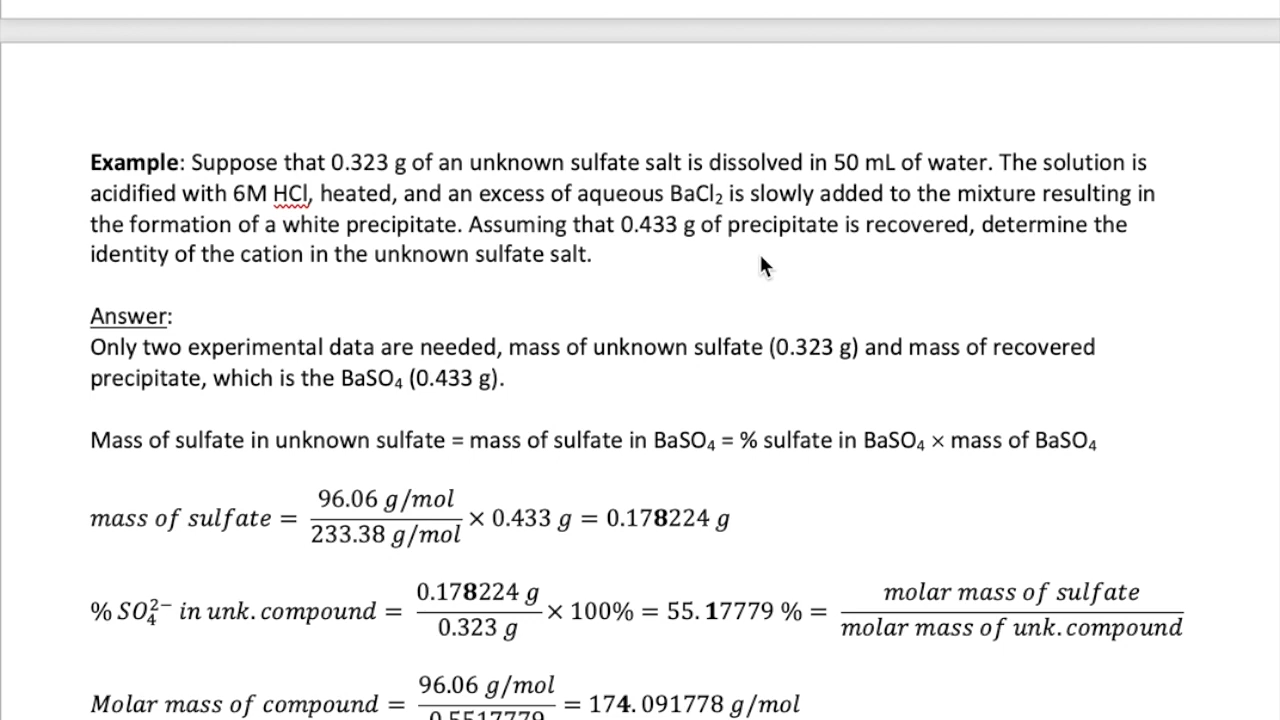 Example: Suppose that 0.323 g of an unknown sulfate salt is dissolved in 50 mL of water. The solution is
acidified with 6M HCl, heated, and an excess of aqueous BaCl₂ is slowly added to the mixture resulting in
the formation of a white precipitate. Assuming that 0.433 g of precipitate is recovered, determine the
identity of the cation in the unknown sulfate salt.
Answer:
Only two experimental data are needed, mass of unknown sulfate (0.323 g) and mass of recovered
precipitate, which is the BaSO₄ (0.433 g).
Mass of sulfate in unknown sulfate = mass of sulfate in BaSO₄ = % sulfate in BaSO₄ × mass of BaSO₄
mass of sulfate = 96.06 g/mol / 233.38 g/mol × 0.433 g = 0.178224 g
% SO₄²⁻ in unk. compound = 0.178224 g / 0.323 g × 100% = 55.17779 % = molar mass of sulfate / molar mass of unk. compound
Molar mass of compound = 96.06 g/mol / 0.5517779 = 174.091778 g/mol